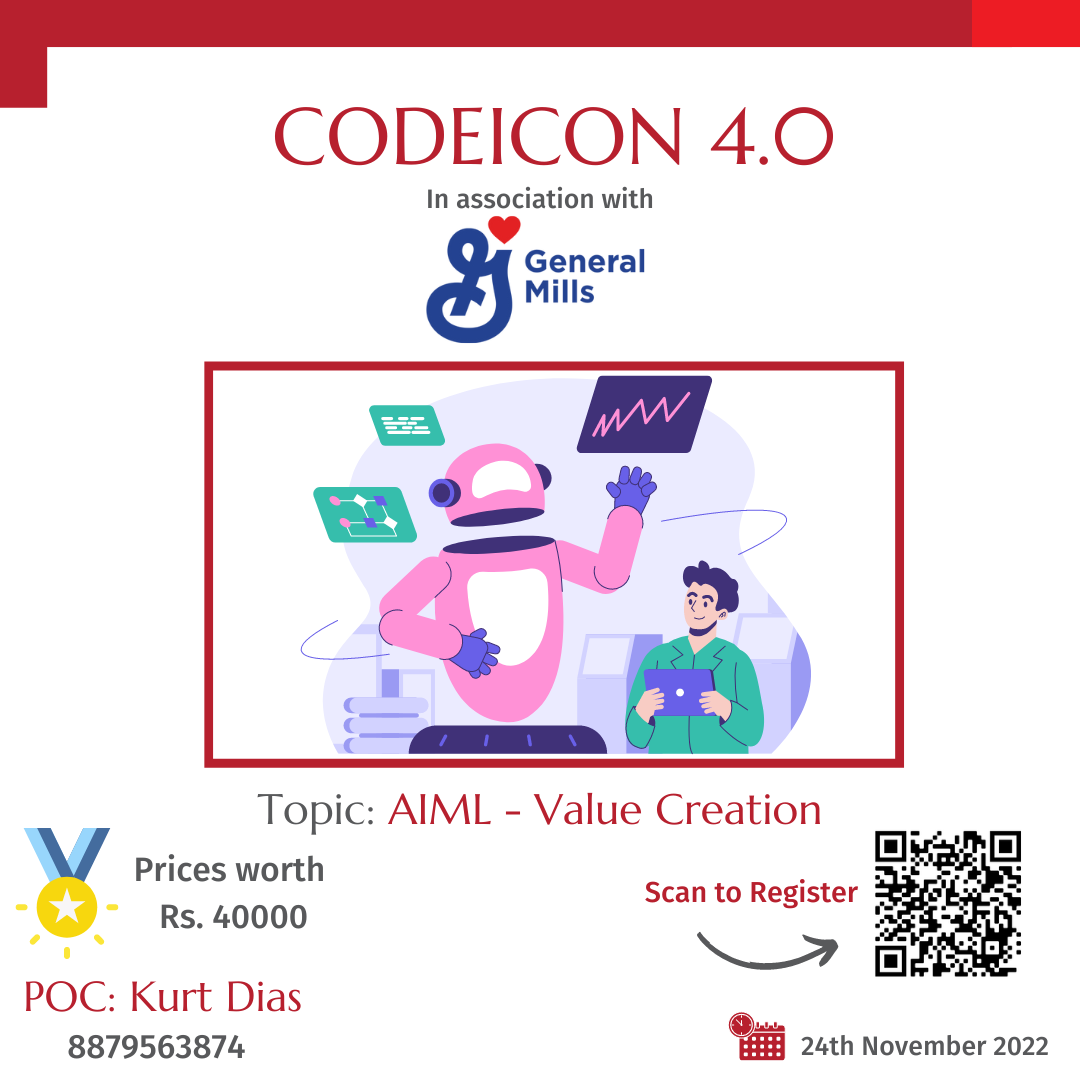 CODEICON 4.0
In association with
General
Mills
Topic: AIML - Value Creation
Prices worth
Rs. 40000
Scan to Register
POC: Kurt Dias
8879563874
24th November 2022